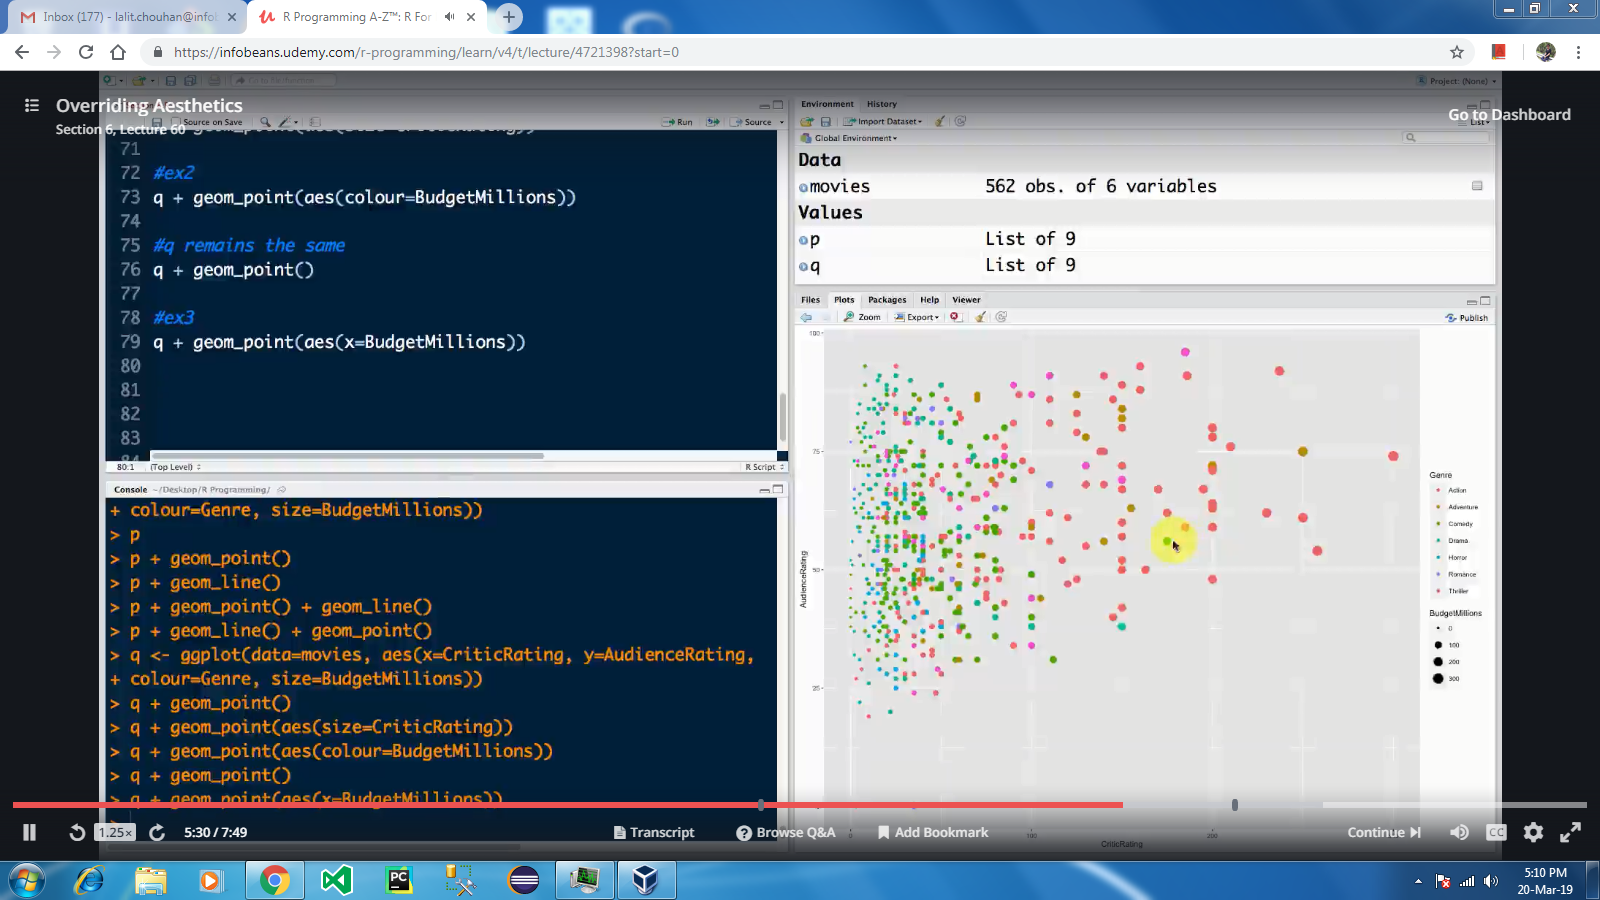 Inbox (177) - lalit.chouhan@infob
R Programming A-Z™: R For
https://infobeans.udemy.com/r-programming/learn/v4/t/lecture/4721398?start=0
Project: (None)
Overriding Aesthetics
Section 6, Lecture 60
Go to Dashboard
Source on Save
Run
Source
Environment
History
Import Dataset
List
Global Environment
71
72 #ex2
73 q + geom_point(aes(colour=BudgetMillions))
74
75 #q remains the same
76 q + geom_point()
77
78 #ex3
79 q + geom_point(aes(x=BudgetMillions))
80
81
82
83
80:1 (Top Level)
R Script
Data
movies 562 obs. of 6 variables
Values
p List of 9
q List of 9
Files Plots Packages Help Viewer
Zoom Export Publish
Console ~/Desktop/R Programming/
+ colour=Genre, size=BudgetMillions))
> p
> p + geom_point()
> p + geom_line()
> p + geom_point() + geom_line()
> p + geom_line() + geom_point()
> q <- ggplot(data=movies, aes(x=CriticRating, y=AudienceRating,
+ colour=Genre, size=BudgetMillions))
> q + geom_point()
> q + geom_point(aes(size=CriticRating))
> q + geom_point(aes(colour=BudgetMillions))
> q + geom_point()
> q + geom_point(aes(x=BudgetMillions))
100
75
50
25
AudienceRating
0 100 200
CriticRating
Genre
Action
Adventure
Comedy
Drama
Horror
Romance
Thriller
BudgetMillions
0
100
200
300
1.25x
5:30 / 7:49
Transcript
Browse Q&A
Add Bookmark
Continue
CC
PC
5:10 PM
20-Mar-19